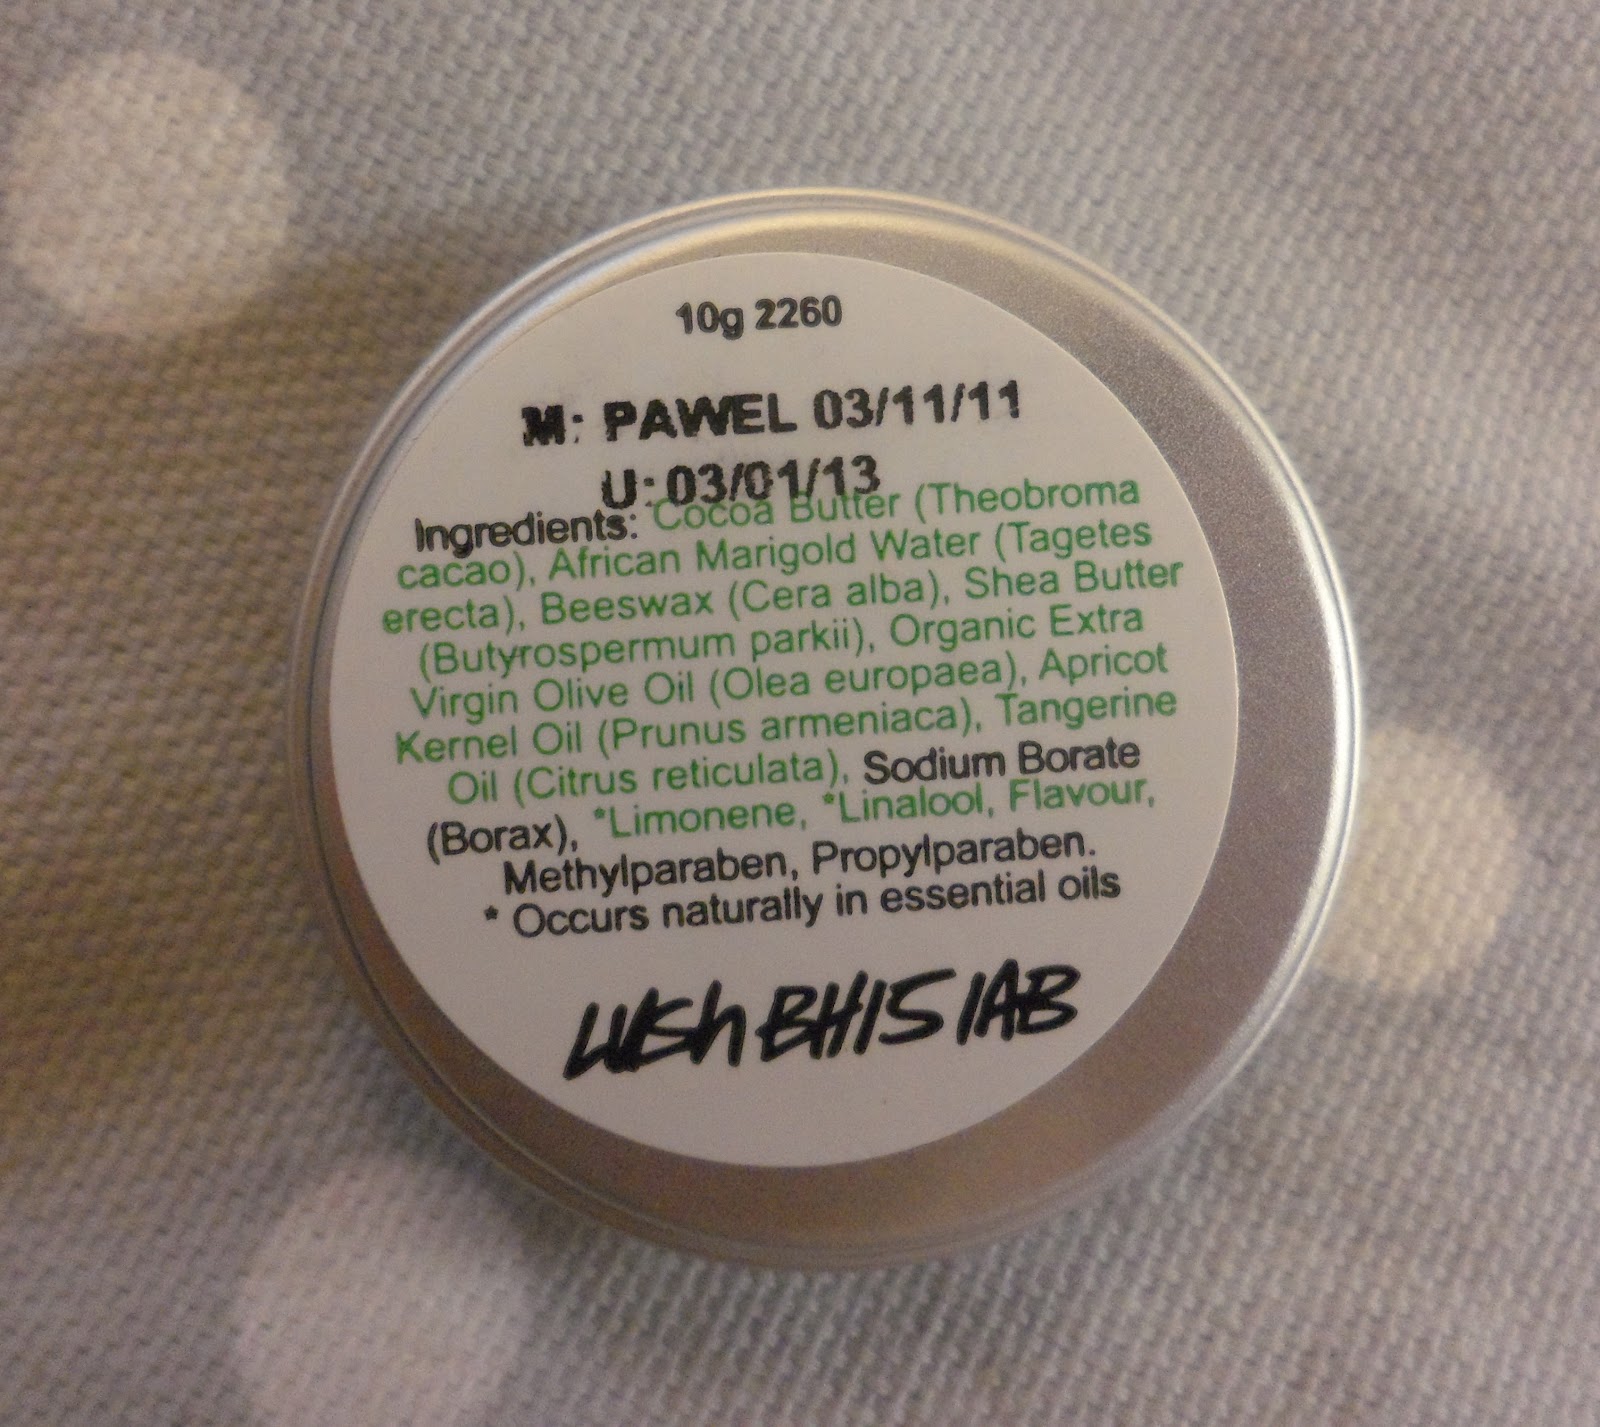 10g 2260
M: PAWEL 03/11/11
U: 03/01/13
Ingredients: Cocoa Butter (Theobroma
cacao), African Marigold Water (Tagetes
erecta), Beeswax (Cera alba), Shea Butter
(Butyrospermum parkii), Organic Extra
Virgin Olive Oil (Olea europaea), Apricot
Kernel Oil (Prunus armeniaca), Tangerine
Oil (Citrus reticulata), Sodium Borate
(Borax), *Limonene, *Linalool, Flavour,
Methylparaben, Propylparaben.
* Occurs naturally in essential oils
LUSH BH15 1AB